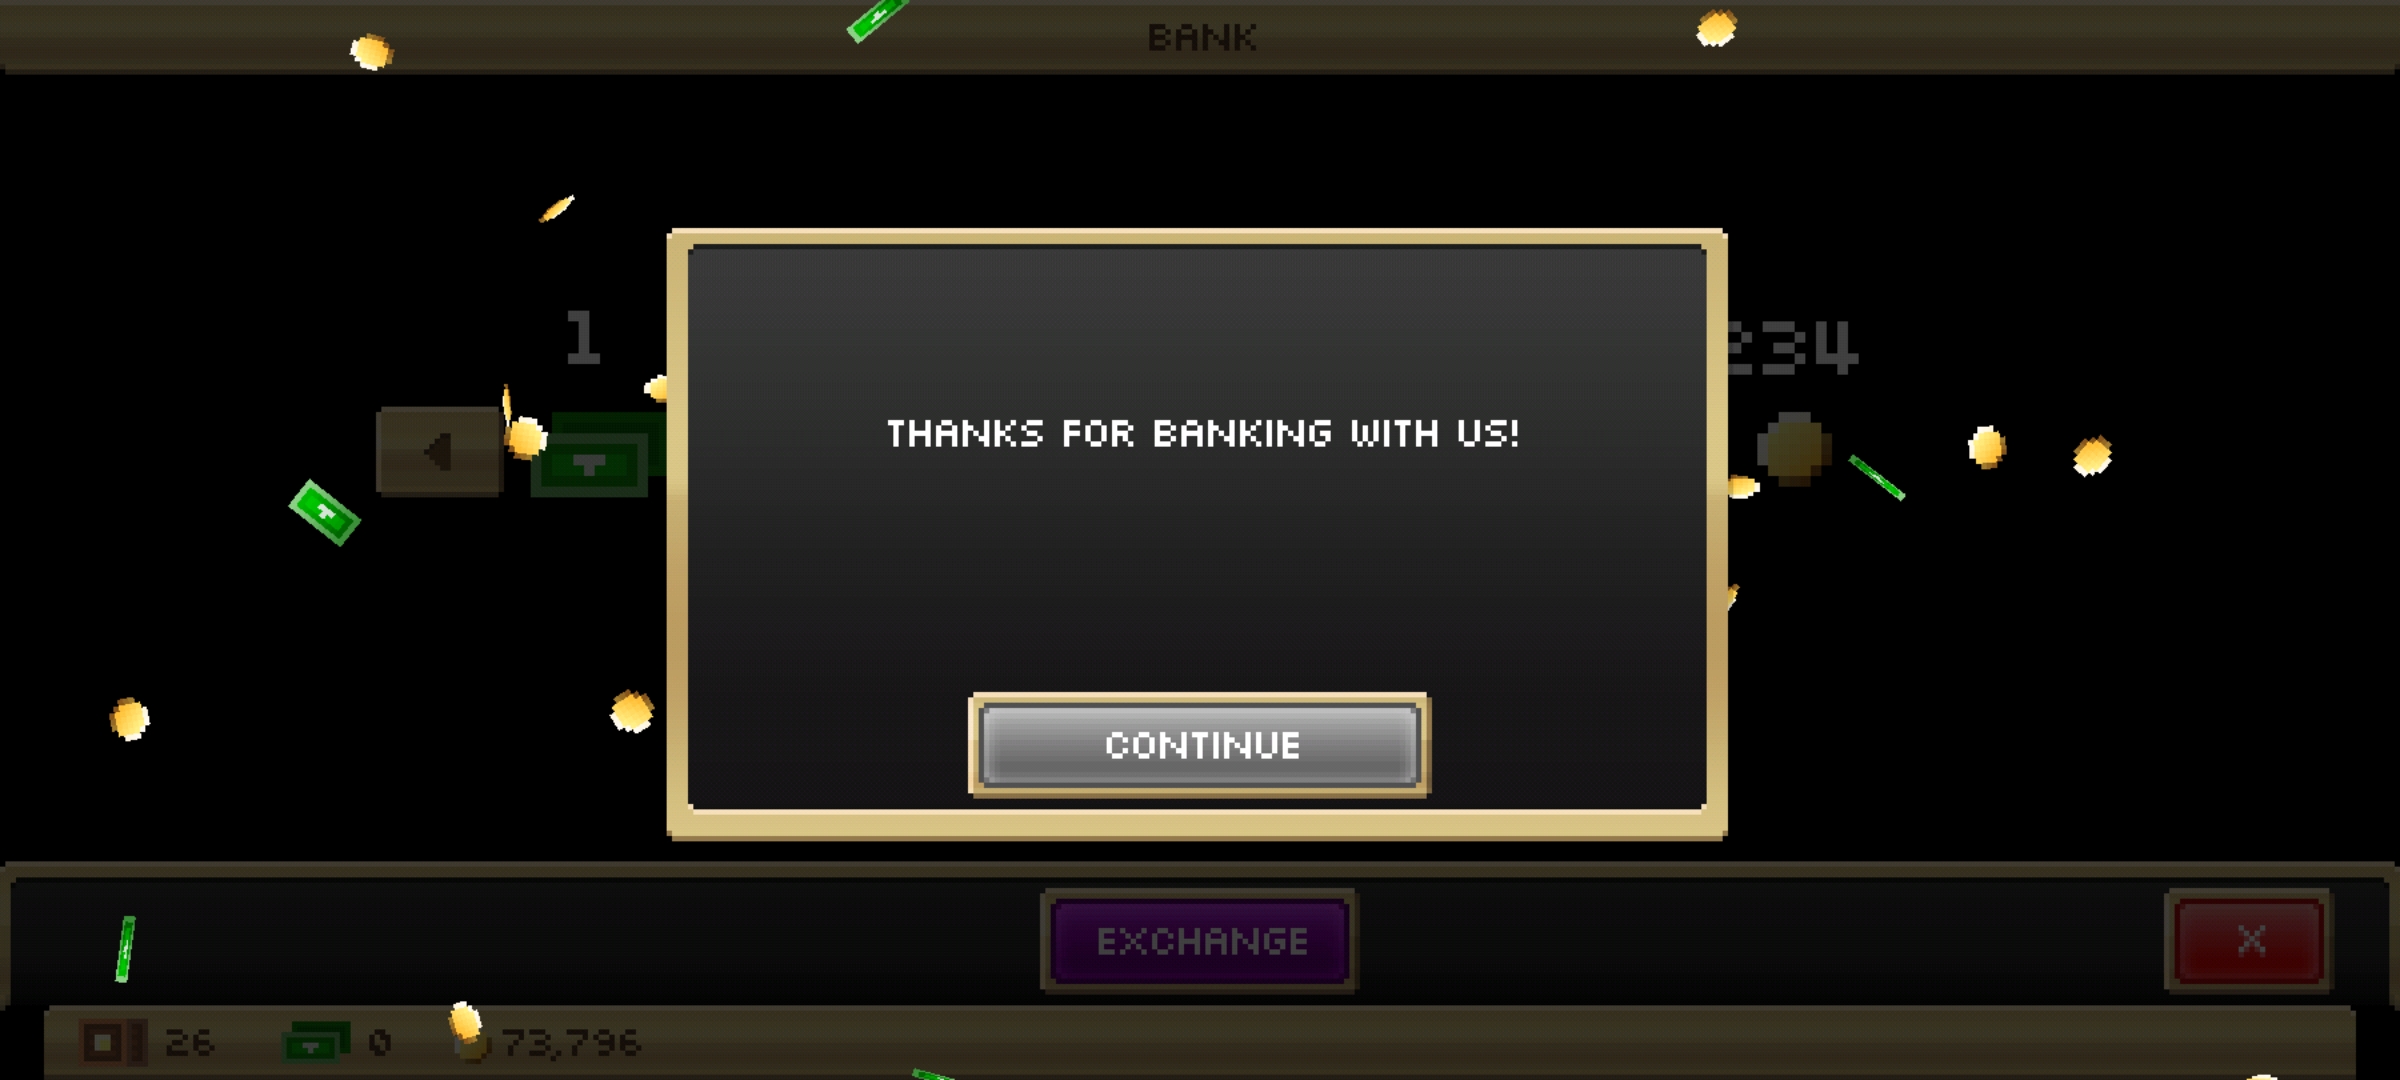 BANK
1
234
THANKS FOR BANKING WITH US!
CONTINUE
EXCHANGE
X
26
0
73,796